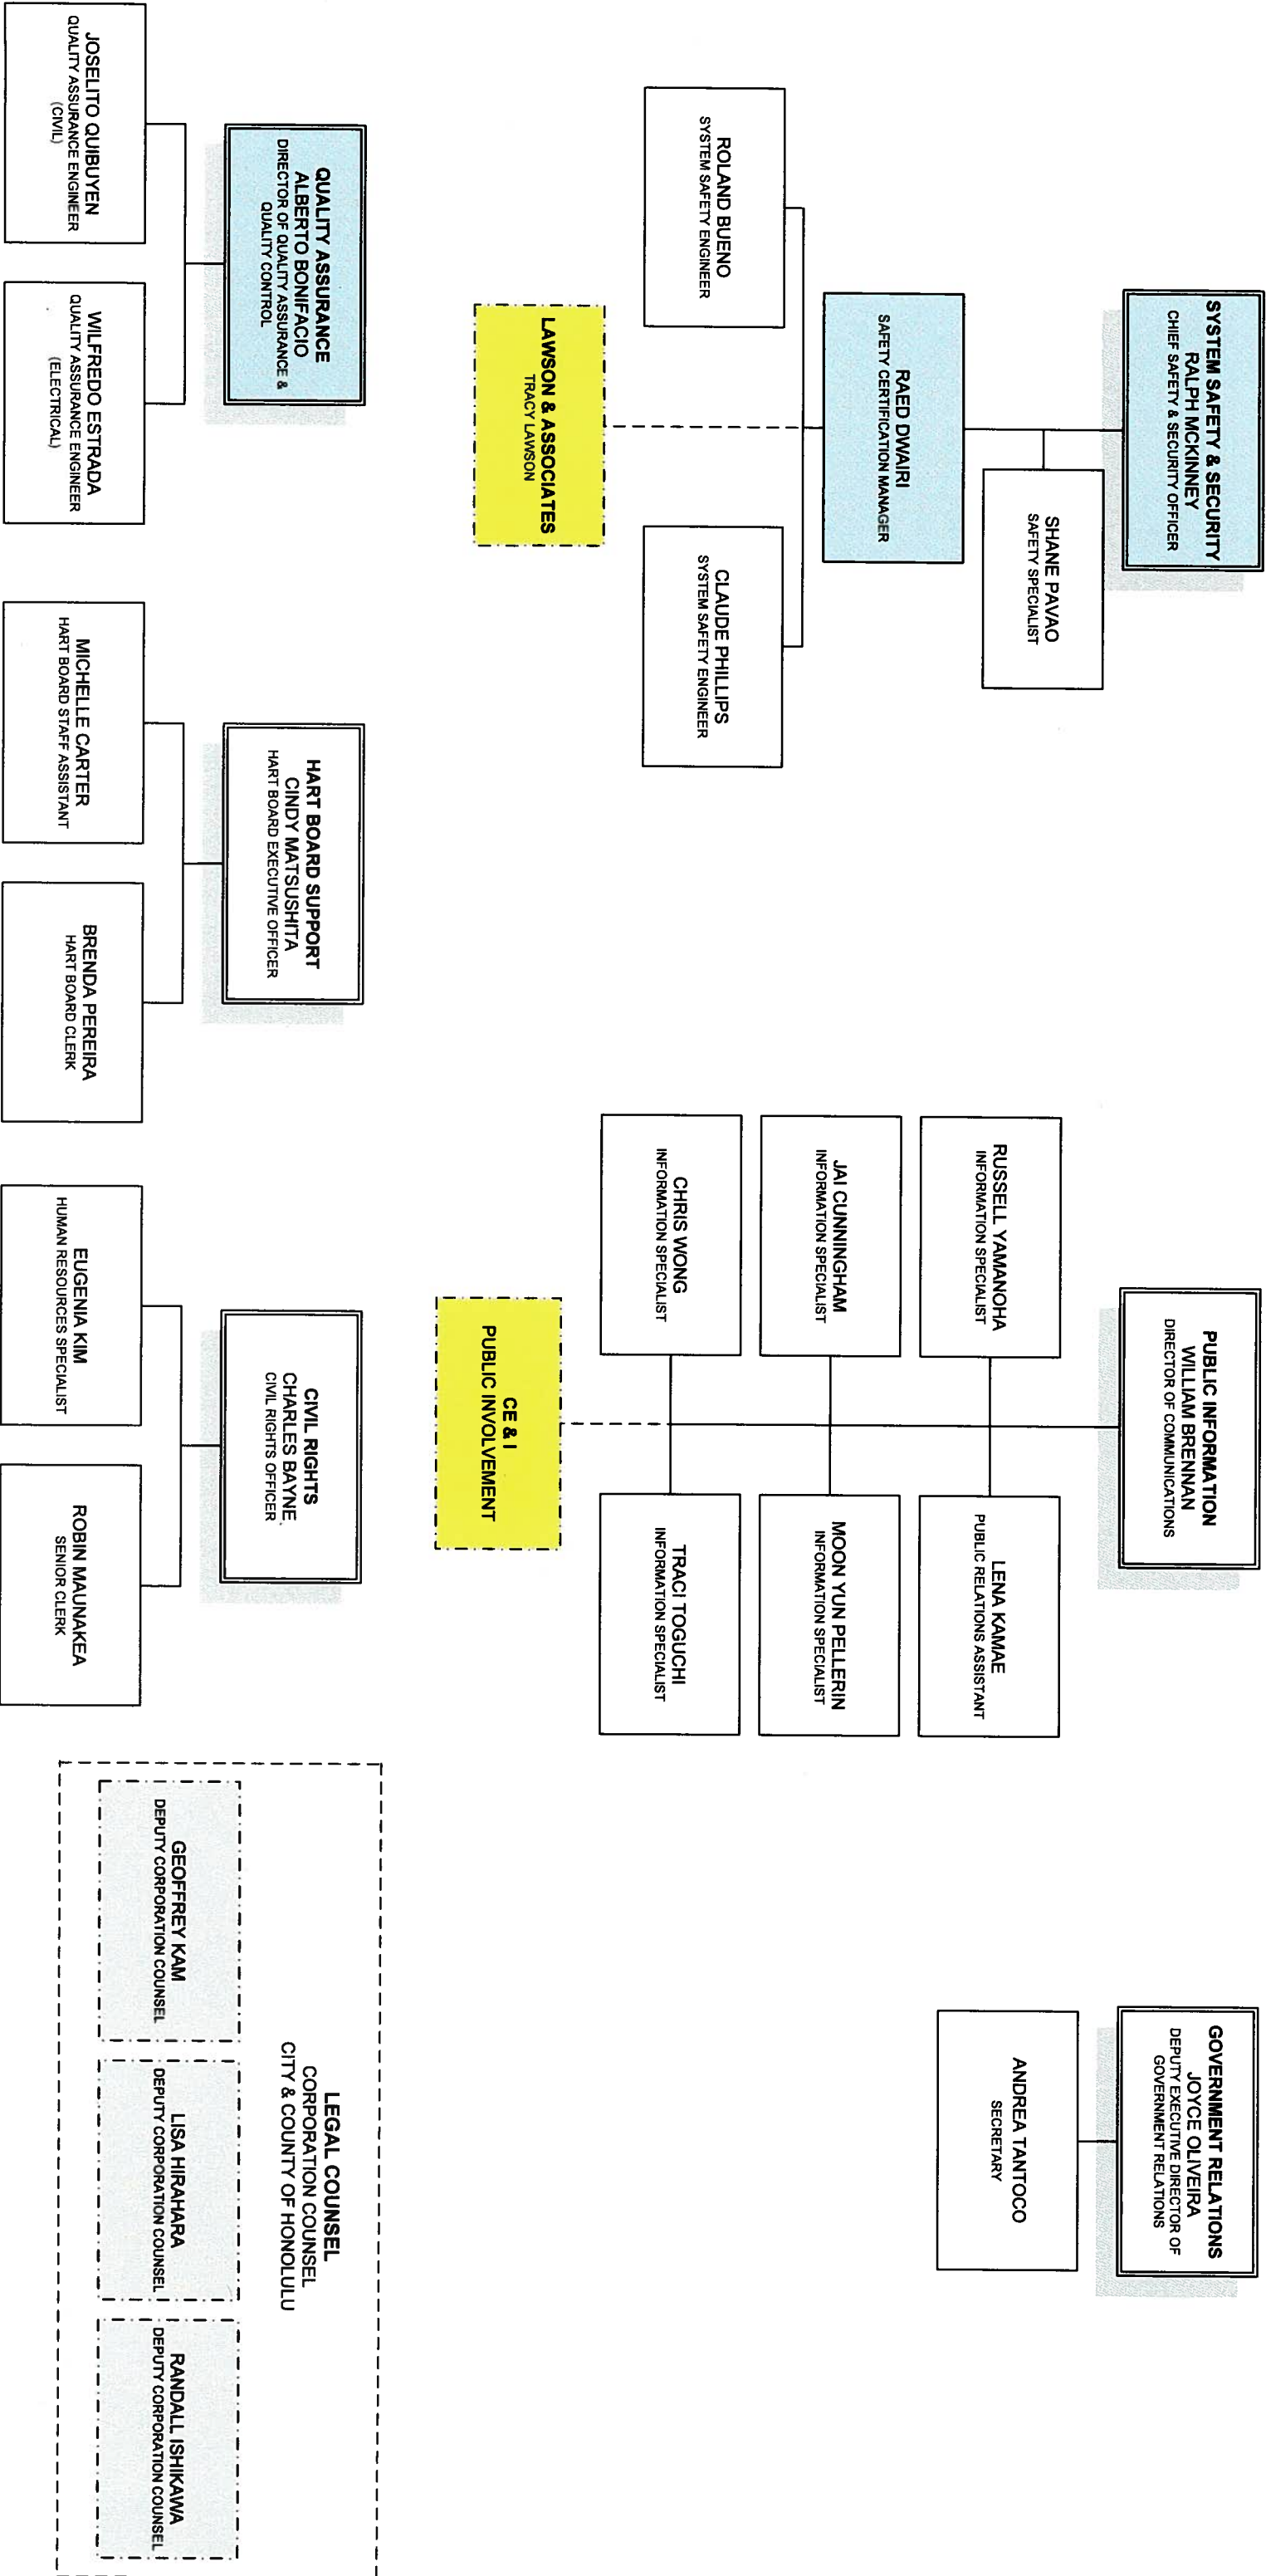 SYSTEM SAFETY & SECURITY
RALPH MCKINNEY
CHIEF SAFETY & SECURITY OFFICER
SHANE PAVAO
SAFETY SPECIALIST
RAED DWAIRI
SAFETY CERTIFICATION MANAGER
ROLAND BUENO
SYSTEM SAFETY ENGINEER
CLAUDE PHILLIPS
SYSTEM SAFETY ENGINEER
LAWSON & ASSOCIATES
TRACY LAWSON
PUBLIC INFORMATION
WILLIAM BRENNAN
DIRECTOR OF COMMUNICATIONS
RUSSELL YAMANOHA
INFORMATION SPECIALIST
LENA KAMAE
PUBLIC RELATIONS ASSISTANT
JAI CUNNINGHAM
INFORMATION SPECIALIST
MOON YUN PELLERIN
INFORMATION SPECIALIST
CHRIS WONG
INFORMATION SPECIALIST
TRACI TOGUCHI
INFORMATION SPECIALIST
CE & I
PUBLIC INVOLVEMENT
GOVERNMENT RELATIONS
JOYCE OLIVEIRA
DEPUTY EXECUTIVE DIRECTOR OF
GOVERNMENT RELATIONS
ANDREA TANTOCO
SECRETARY
QUALITY ASSURANCE
ALBERTO BONIFACIO
DIRECTOR OF QUALITY ASSURANCE &
QUALITY CONTROL
JOSELITO QUIBUYEN
QUALITY ASSURANCE ENGINEER
(CIVIL)
WILFREDO ESTRADA
QUALITY ASSURANCE ENGINEER
(ELECTRICAL)
HART BOARD SUPPORT
CINDY MATSUSHITA
HART BOARD EXECUTIVE OFFICER
MICHELLE CARTER
HART BOARD STAFF ASSISTANT
BRENDA PEREIRA
HART BOARD CLERK
CIVIL RIGHTS
CHARLES BAYNE
CIVIL RIGHTS OFFICER
EUGENIA KIM
HUMAN RESOURCES SPECIALIST
ROBIN MAUNAKEA
SENIOR CLERK
LEGAL COUNSEL
CORPORATION COUNSEL
CITY & COUNTY OF HONOLULU
GEOFFREY KAM
DEPUTY CORPORATION COUNSEL
LISA HIRAHARA
DEPUTY CORPORATION COUNSEL
RANDALL ISHIKAWA
DEPUTY CORPORATION COUNSEL